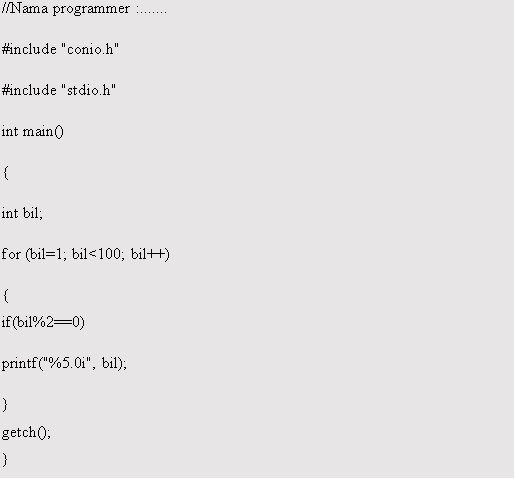 //Nama programmer :.......
#include "conio.h"
#include "stdio.h"
int main()
{
int bil;
for (bil=1; bil<100; bil++)
{
if(bil%2==0)
printf("%5.0i", bil);
}
getch();
}